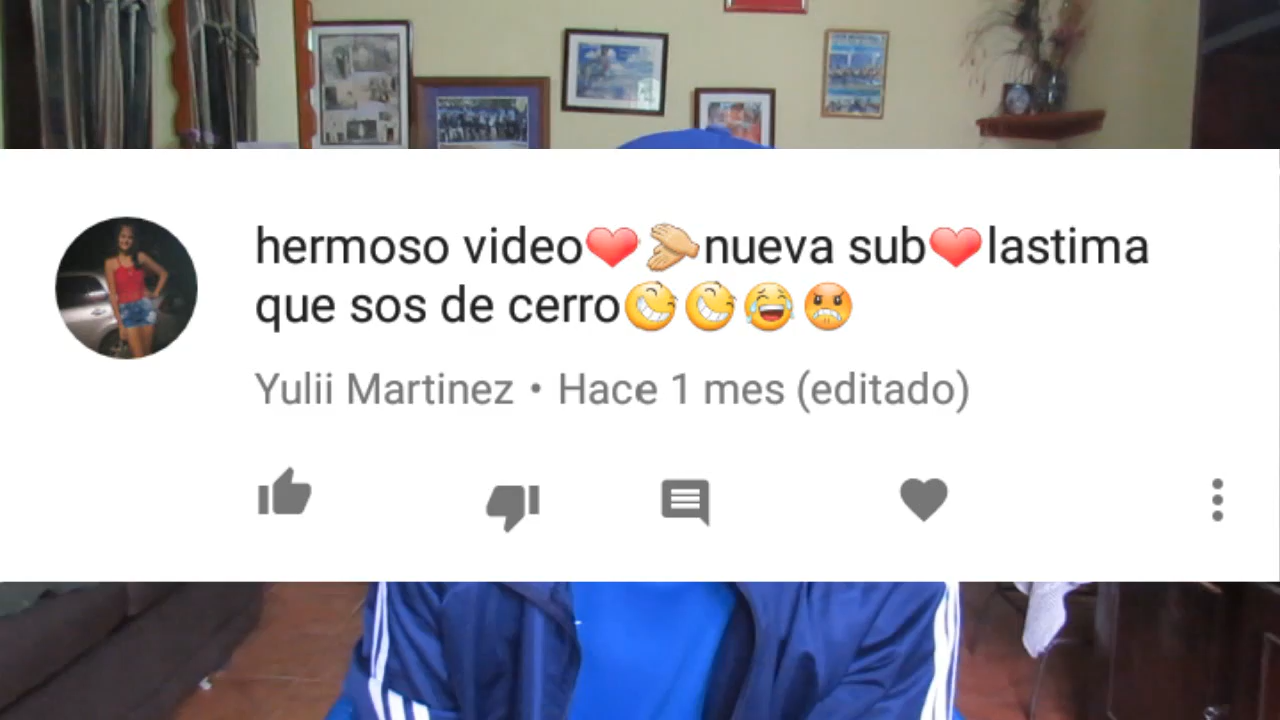 hermoso video❤️👏nueva sub❤️lastima
que sos de cerro🤣🤣😂😡
Yulii Martinez • Hace 1 mes (editado)